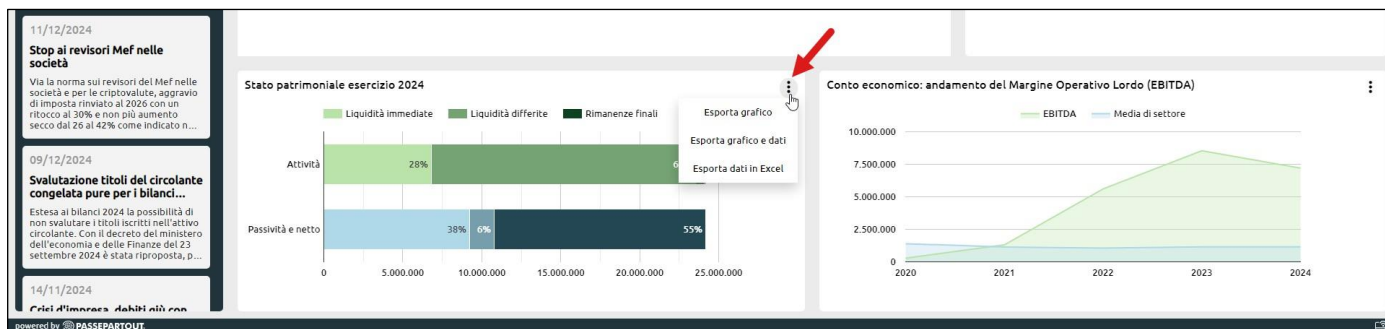 11/12/2024
Stop ai revisori Mef nelle
società
Via la norma sui revisori del Mef nelle
società e per le criptovalute, aggravio
di imposta rinviato al 2026 con un
ritocco al 30% e non più aumento
secco dal 26 al 42% come indicato n...
09/12/2024
Svalutazione titoli del circolante
congelata pure per i bilanci...
Estesa ai bilanci 2024 la possibilità di
non svalutare i titoli iscritti nell'attivo
circolante. Con il decreto del ministero
dell'economia e delle Finanze del 23
settembre 2024 è stata riproposta, p...
14/11/2024
Crisi d'impresa, debiti giù con
Stato patrimoniale esercizio 2024
Liquidità immediate Liquidità differite Rimanenze finali
Esporta grafico
Esporta grafico e dati
Esporta dati in Excel
Attività 28% 6
Passività e netto 38% 6% 55%
0 5.000.000 10.000.000 15.000.000 20.000.000 25.000.000
Conto economico: andamento del Margine Operativo Lordo (EBITDA)
EBITDA Media di settore
10.000.000
7.500.000
5.000.000
2.500.000
0
2020 2021 2022 2023 2024
powered by PASSEPARTOUT